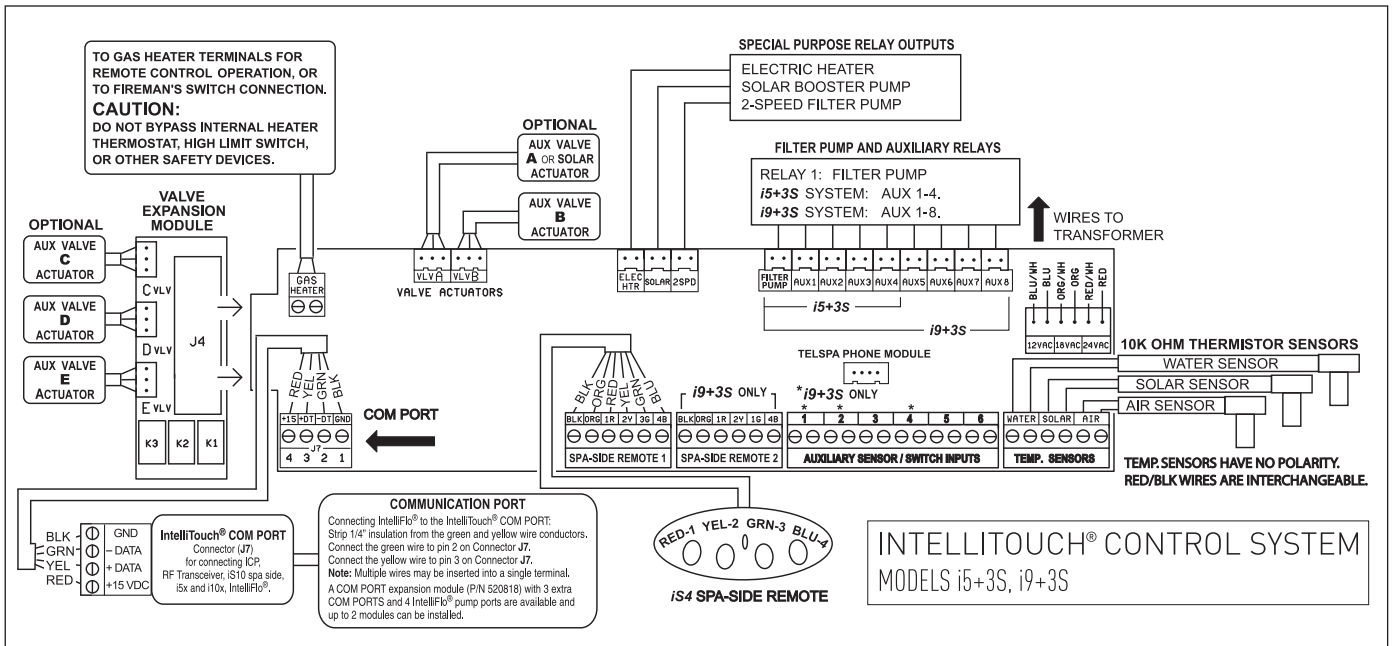 TO GAS HEATER TERMINALS FOR
REMOTE CONTROL OPERATION, OR
TO FIREMAN'S SWITCH CONNECTION.
CAUTION:
DO NOT BYPASS INTERNAL HEATER
THERMOSTAT, HIGH LIMIT SWITCH,
OR OTHER SAFETY DEVICES.
OPTIONAL
AUX VALVE
A OR SOLAR
ACTUATOR
AUX VALVE
B
ACTUATOR
SPECIAL PURPOSE RELAY OUTPUTS
ELECTRIC HEATER
SOLAR BOOSTER PUMP
2-SPEED FILTER PUMP
FILTER PUMP AND AUXILIARY RELAYS
RELAY 1: FILTER PUMP
i5+3S SYSTEM: AUX 1-4.
i9+3S SYSTEM: AUX 1-8.
WIRES TO
TRANSFORMER
VALVE
EXPANSION
MODULE
OPTIONAL
AUX VALVE
C
ACTUATOR
AUX VALVE
D
ACTUATOR
AUX VALVE
E
ACTUATOR
C VLV
D VLV
E VLV
J4
K3 K2 K1
GAS
HEATER
VLVA VLVB
VALVE ACTUATORS
ELEC
HTR SOLAR 2SPD
FILTER
PUMP AUX1 AUX2 AUX3 AUX4 AUX5 AUX6 AUX7 AUX8
i5+3S
i9+3S
BLU/WH BLU ORG/WH ORG RED/WH RED
12VAC 18VAC 24VAC
10K OHM THERMISTOR SENSORS
WATER SENSOR
SOLAR SENSOR
AIR SENSOR
RED YEL GRN BLK
+15 +DT -DT GND
J7
4 3 2 1
COM PORT
BLK ORG RED YEL GRN BLU
BLK ORG 1R 2Y 3G 4B
SPA-SIDE REMOTE 1
i9+3S ONLY
BLK ORG 1R 2Y 1G 4B
SPA-SIDE REMOTE 2
TELSPA PHONE MODULE
*i9+3S ONLY
* * *
1 2 3 4 5 6
AUXILIARY SENSOR / SWITCH INPUTS
WATER SOLAR AIR
TEMP. SENSORS
TEMP. SENSORS HAVE NO POLARITY.
RED/BLK WIRES ARE INTERCHANGEABLE.
BLK GND
GRN – DATA
YEL + DATA
RED +15 VDC
IntelliTouch® COM PORT
Connector (J7)
for connecting ICP,
RF Transceiver, iS10 spa side,
i5x and i10x, IntelliFlo®.
COMMUNICATION PORT
Connecting IntelliFlo® to the IntelliTouch® COM PORT:
Strip 1/4" insulation from the green and yellow wire conductors.
Connect the green wire to pin 2 on Connector J7.
Connect the yellow wire to pin 3 on Connector J7.
Note: Multiple wires may be inserted into a single terminal.
A COM PORT expansion module (P/N 520818) with 3 extra
COM PORTS and 4 IntelliFlo® pump ports are available and
up to 2 modules can be installed.
RED-1 YEL-2 GRN-3 BLU-4
iS4 SPA-SIDE REMOTE
INTELLITOUCH® CONTROL SYSTEM
MODELS i5+3S, i9+3S